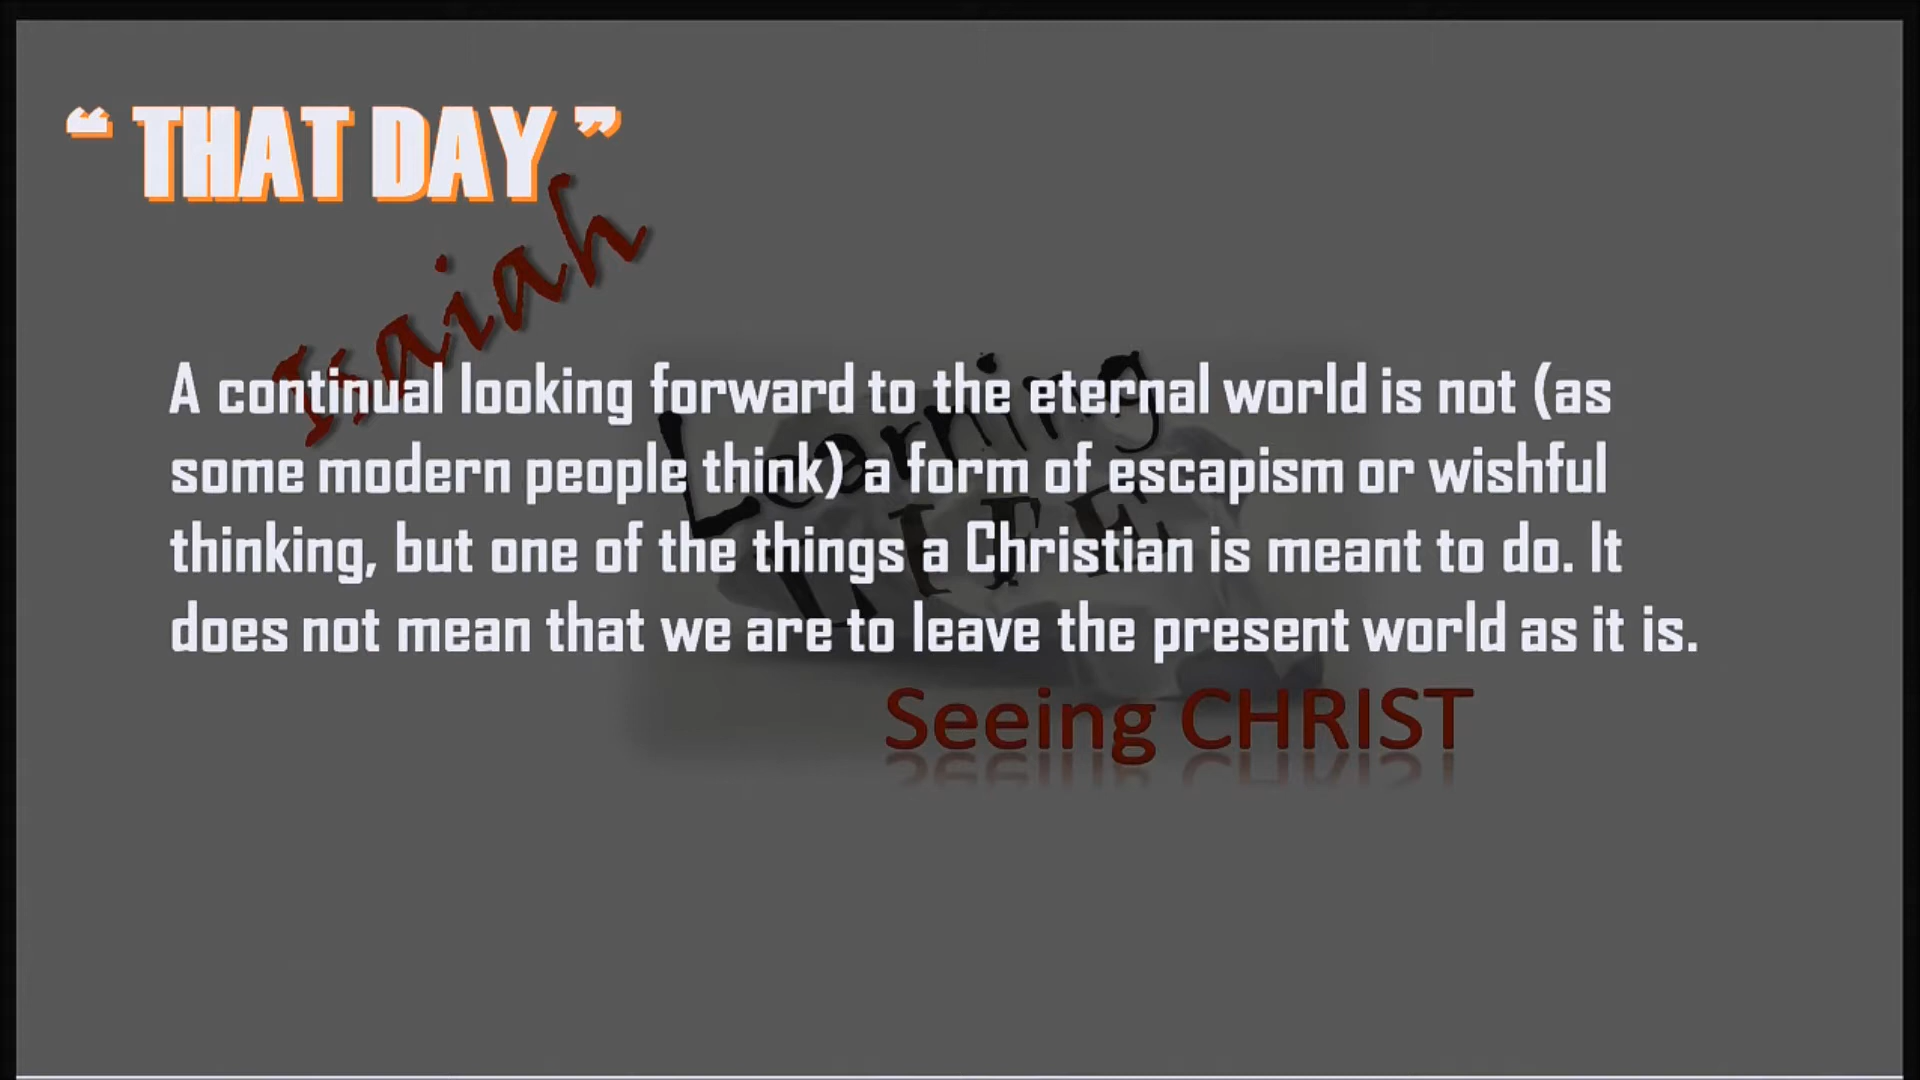 “ THAT DAY ”
Isaiah
A continual looking forward to the eternal world is not (as
some modern people think) a form of escapism or wishful
thinking, but one of the things a Christian is meant to do. It
does not mean that we are to leave the present world as it is.
Learning
LIFE
Seeing CHRIST